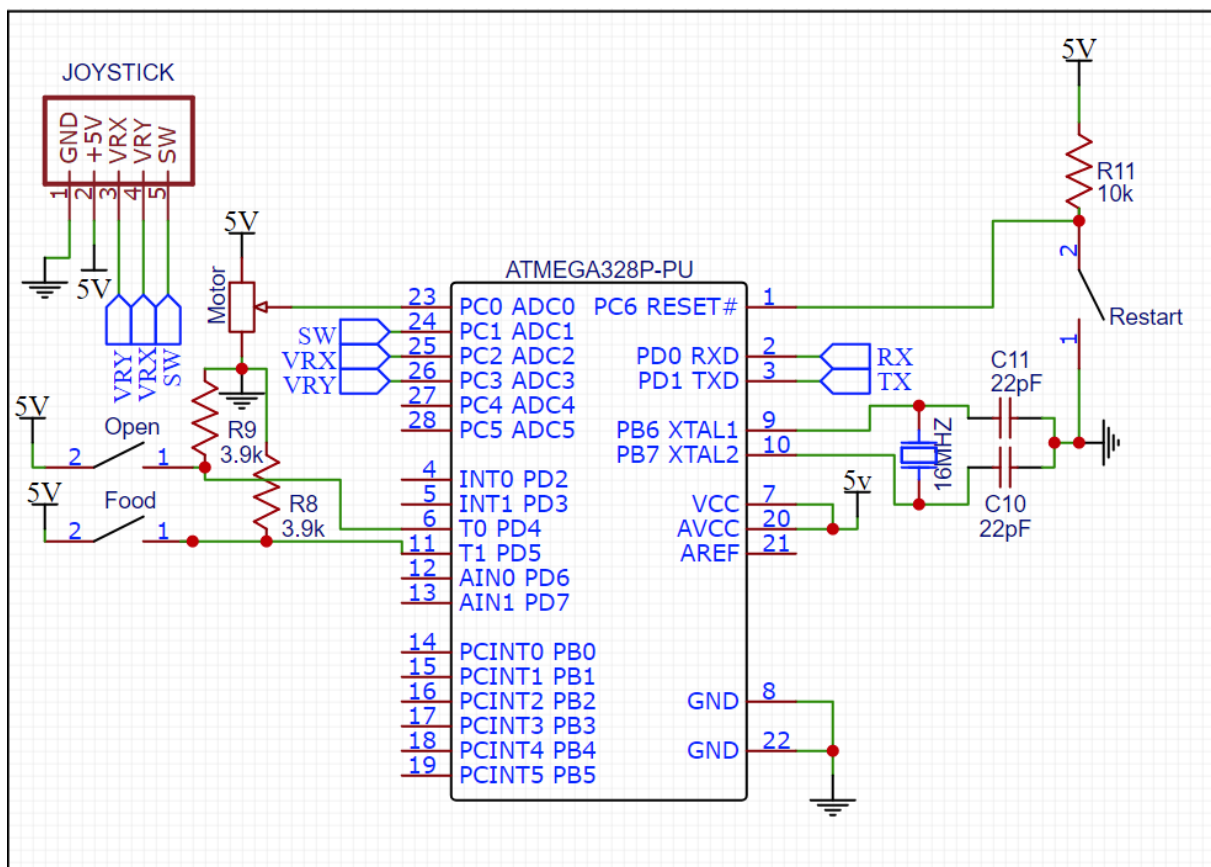 JOYSTICK
GND
+5V
VRX
VRY
SW
1
2
3
4
5
5V
VRY
VRX
SW
5V
Motor
5V
R11
10k
2
1
Restart
ATMEGA328P-PU
23 PC0 ADC0
24 PC1 ADC1
25 PC2 ADC2
26 PC3 ADC3
27 PC4 ADC4
28 PC5 ADC5
SW
VRX
VRY
4 INT0 PD2
5 INT1 PD3
6 T0 PD4
11 T1 PD5
12 AIN0 PD6
13 AIN1 PD7
14 PCINT0 PB0
15 PCINT1 PB1
16 PCINT2 PB2
17 PCINT3 PB3
18 PCINT4 PB4
19 PCINT5 PB5
PC6 RESET# 1
PD0 RXD 2
PD1 TXD 3
RX
TX
PB6 XTAL1 9
PB7 XTAL2 10
VCC 7
AVCC 20
AREF 21
GND 8
GND 22
16MHZ
C11
22pF
C10
22pF
5v
5V
Open
2 1
R9
3.9k
5V
Food
2 1
R8
3.9k